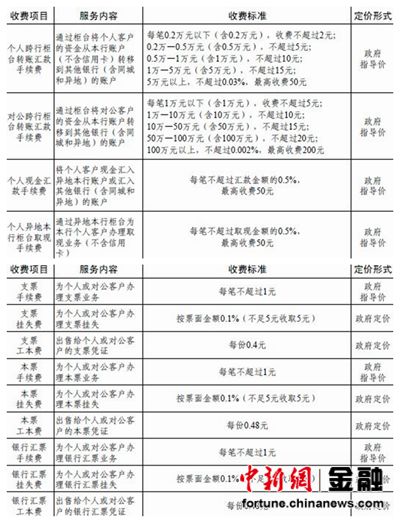 收费项目 服务内容 收费标准 定价形式
个人跨行柜
台转账汇款
手续费
通过柜台将个人客户
的资金从本行账户
(不含信用卡)转移
到其他银行(含同城
和异地)的账户
每笔0.2万元以下(含0.2万元),收费不超过2元;
0.2万—0.5万元(含0.5万元),不超过5元;
0.5万—1万元(含1万元),不超过10元;
1万—5万元(含5万元),不超过15元;
5万元以上,不超过0.03%,最高收费50元
政府
指导价
对公跨行柜
台转账汇款
手续费
通过柜台将对公客户
的资金从本行账户转
移到其他银行(含同
城和异地)的账户
每笔1万元以下(含1万元),收费不超过5元;
1万—10万元(含10万元),不超过10元;
10万—50万元(含50万元),不超过15元;
50万—100万元(含100万元),不超过20元;
100万元以上,不超过0.002%,最高收费200元
政府
指导价
个人现金汇
款手续费
将个人客户现金汇入
异地本行账户或汇入
其他银行(含同城和
异地)的账户
每笔不超过汇款金额的0.5%,
最高收费50元
政府
指导价
个人异地本
行柜台取现
手续费
通过异地本行柜台为
本行个人客户办理取
现业务(不含信用
卡)
每笔不超过取现金额的0.5%,
最高收费50元
政府
指导价
收费项目 服务内容 收费标准 定价形式
支票
手续费
为个人或对公客户办
理支票业务
每笔不超过1元
政府
指导价
支票
挂失费
为个人或对公客户办
理支票挂失
按票面金额0.1%(不足5元收取5元)
政府定价
支票
工本费
出售给个人或对公客
户的支票凭证
每份0.4元
政府定价
本票
手续费
为个人或对公客户办
理本票业务
每笔不超过1元
政府
指导价
本票
挂失费
为个人或对公客户办
理本票挂失
按票面金额0.1%(不足5元收取5元)
政府定价
本票
工本费
出售给个人或对公客
户的本票凭证
每份0.48元
政府定价
银行汇票
手续费
为个人或对公客户办
理银行汇票业务
每笔不超过1元
政府
指导价
银行汇票
挂失费
为个人或对公客户办
理银行汇票挂失
按票面金额0.1%
政府定价
银行汇票
工本费
出售给个人或对公客
户的银行汇票凭证
中新网 金融
fortune.chinanews.com